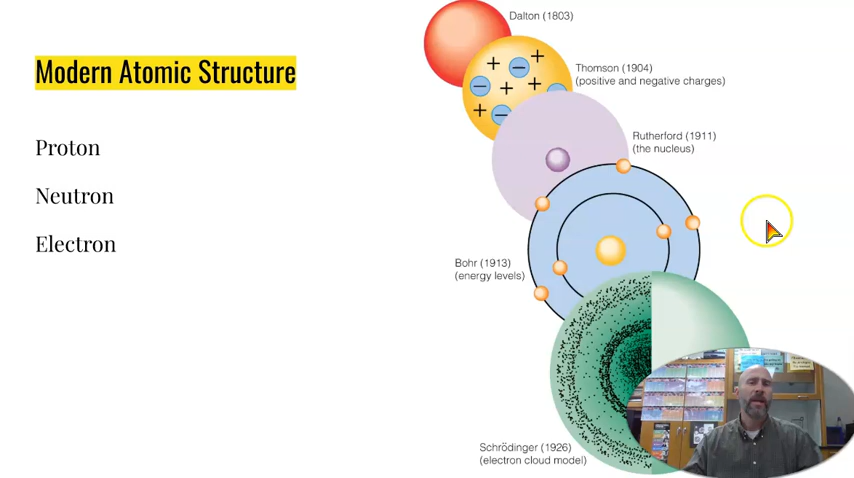 Modern Atomic Structure
Proton
Neutron
Electron
Dalton (1803)
Thomson (1904)
(positive and negative charges)
Rutherford (1911)
(the nucleus)
Bohr (1913)
(energy levels)
Schrödinger (1926)
(electron cloud model)